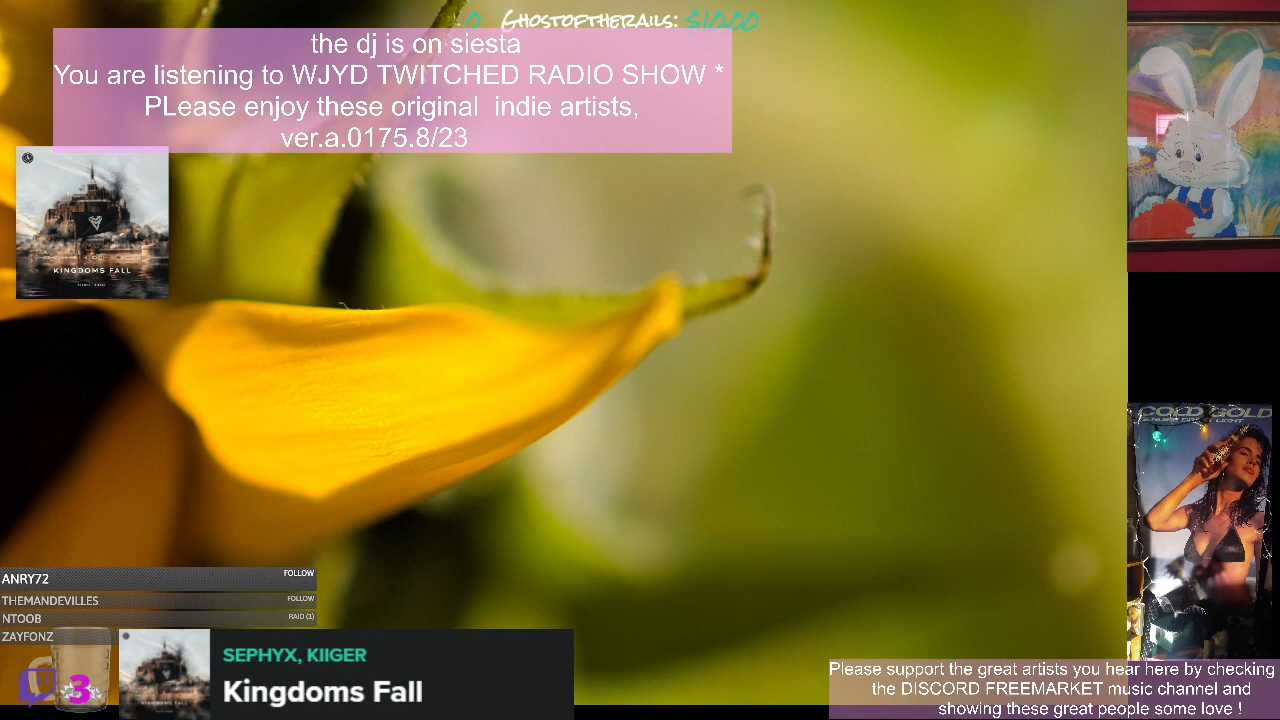 0 GHOSTOFTHERAILS: $10.00
the dj is on siesta
You are listening to WJYD TWITCHED RADIO SHOW *
PLease enjoy these original indie artists,
ver.a.0175.8/23
KINGDOMS FALL
COLD GOLD
ANRY72 FOLLOW
THEMANDEVILLES FOLLOW
NTOOB RAID (1)
ZAYFONZ
3
SEPHYX, KIIGER
Kingdoms Fall
Please support the great artists you hear here by checking
the DISCORD FREEMARKET music channel and
showing these great people some love !